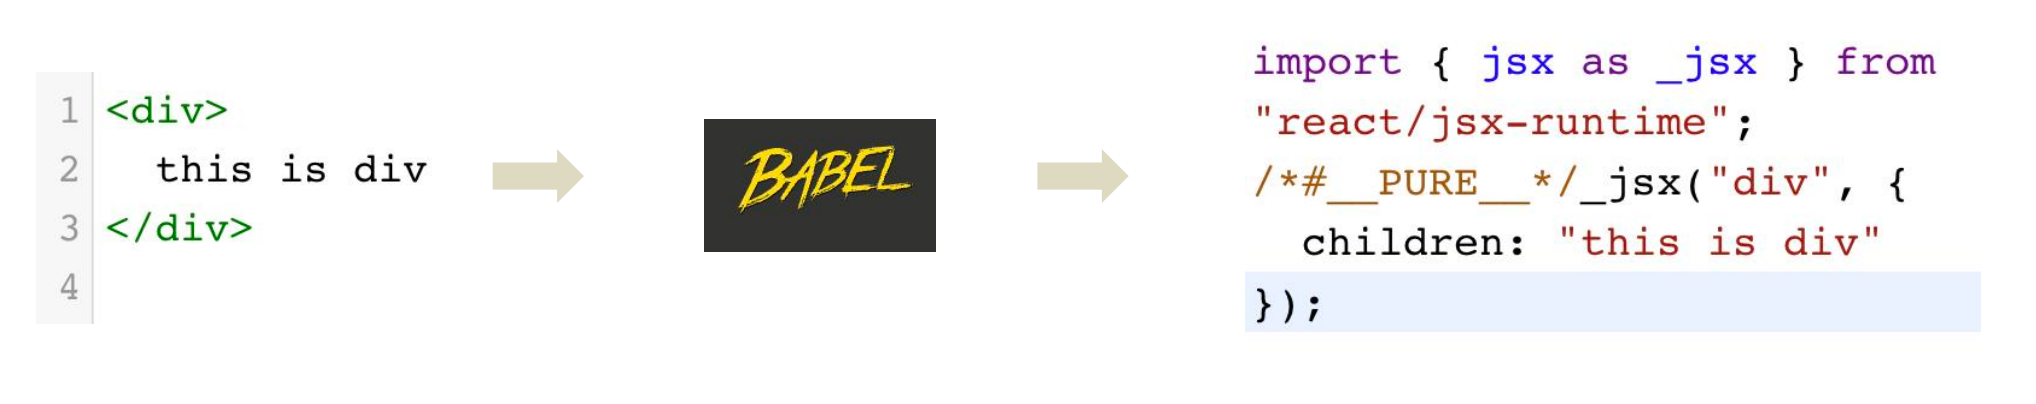 1 <div>
2   this is div
3 </div>
4
BABEL
import { jsx as _jsx } from
"react/jsx-runtime";
/*#__PURE__*/_jsx("div", {
  children: "this is div"
});